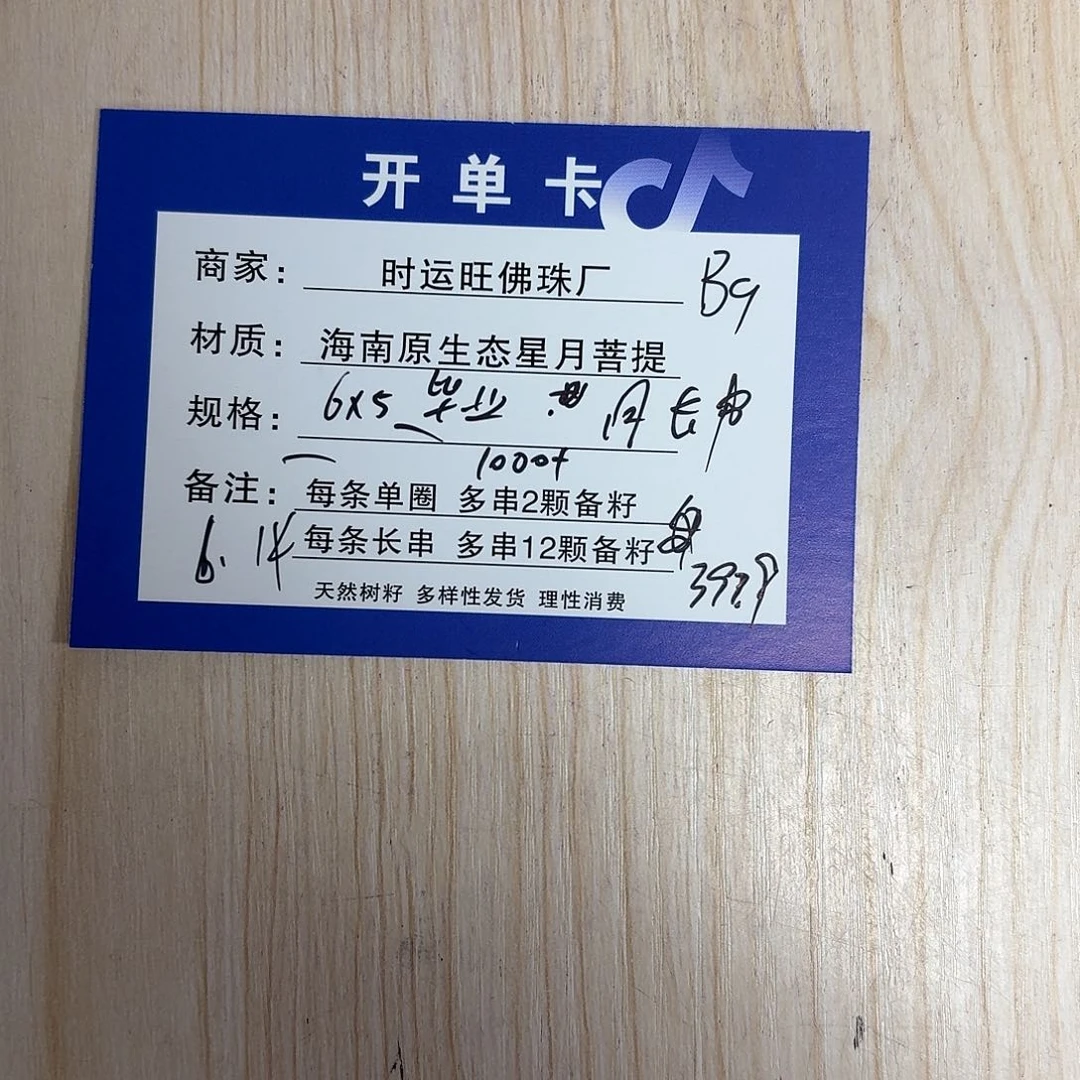 开单卡
商家: 时运旺佛珠厂 B9
材质: 海南原生态星月菩提
规格: 6x5 毕业 月长串
1000+
备注: 每条单圈 多串2颗备籽
6.14 每条长串 多串12颗备籽
天然树籽 多样性发货 理性消费